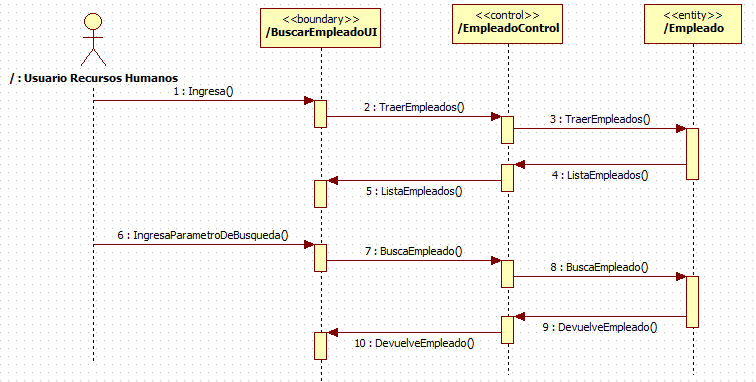 <<boundary>>
/BuscarEmpleadoUI
<<control>>
/EmpleadoControl
<<entity>>
/Empleado
/ : Usuario Recursos Humanos
1 : Ingresa()
2 : TraerEmpleados()
3 : TraerEmpleados()
4 : ListaEmpleados()
5 : ListaEmpleados()
6 : IngresaParametroDeBusqueda()
7 : BuscaEmpleado()
8 : BuscaEmpleado()
9 : DevuelveEmpleado()
10 : DevuelveEmpleado()